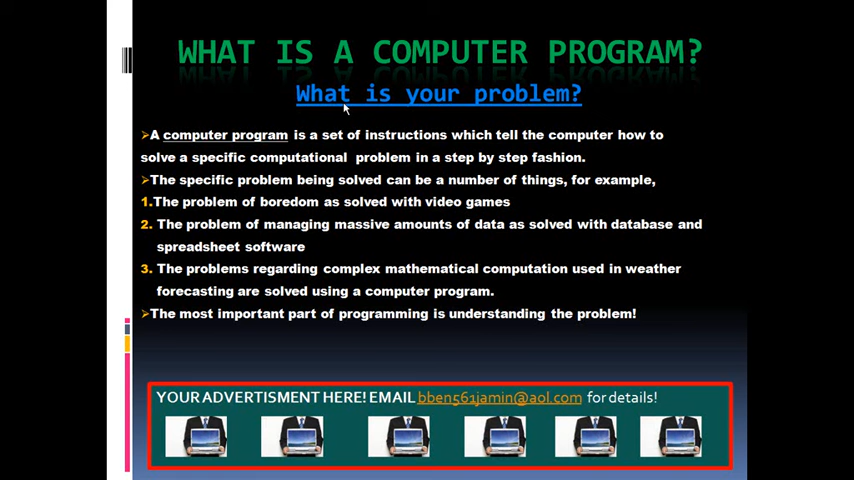 WHAT IS A COMPUTER PROGRAM?
What is your problem?
➢A computer program is a set of instructions which tell the computer how to
solve a specific computational problem in a step by step fashion.
➢The specific problem being solved can be a number of things, for example,
1.The problem of boredom as solved with video games
2. The problem of managing massive amounts of data as solved with database and
spreadsheet software
3. The problems regarding complex mathematical computation used in weather
forecasting are solved using a computer program.
➢The most important part of programming is understanding the problem!
YOUR ADVERTISMENT HERE! EMAIL bben561jamin@aol.com for details!